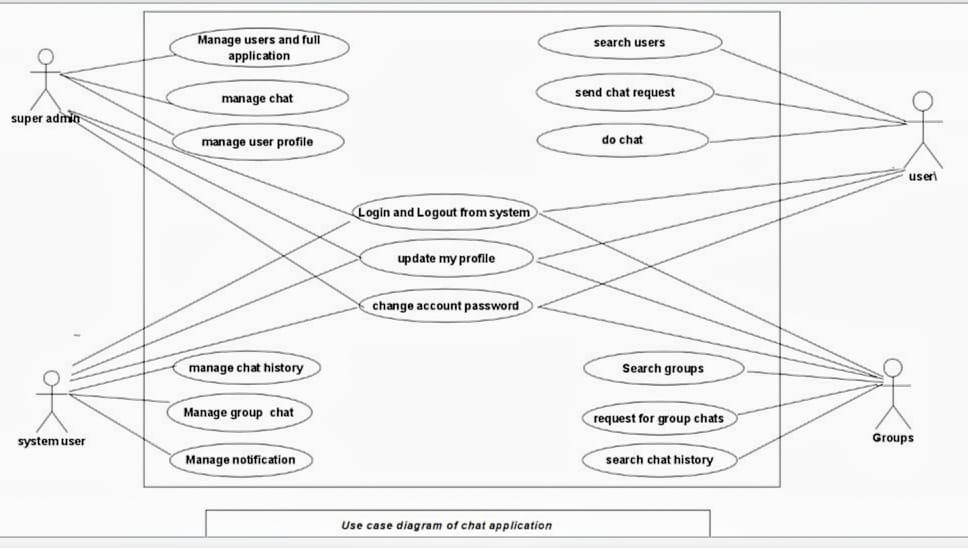 Manage users and full
application
search users
manage chat
send chat request
super admin
manage user profile
do chat
user\
Login and Logout from system
update my profile
change account password
manage chat history
Search groups
Manage group chat
request for group chats
system user
Groups
Manage notification
search chat history
Use case diagram of chat application